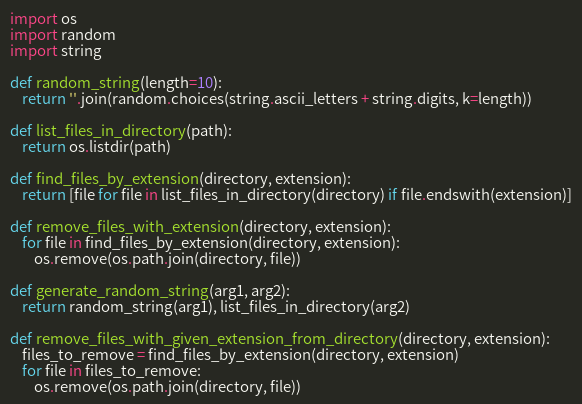 import os
import random
import string

def random_string(length=10):
    return ''.join(random.choices(string.ascii_letters + string.digits, k=length))

def list_files_in_directory(path):
    return os.listdir(path)

def find_files_by_extension(directory, extension):
    return [file for file in list_files_in_directory(directory) if file.endswith(extension)]

def remove_files_with_extension(directory, extension):
    for file in find_files_by_extension(directory, extension):
        os.remove(os.path.join(directory, file))

def generate_random_string(arg1, arg2):
    return random_string(arg1), list_files_in_directory(arg2)

def remove_files_with_given_extension_from_directory(directory, extension):
    files_to_remove = find_files_by_extension(directory, extension)
    for file in files_to_remove:
        os.remove(os.path.join(directory, file))